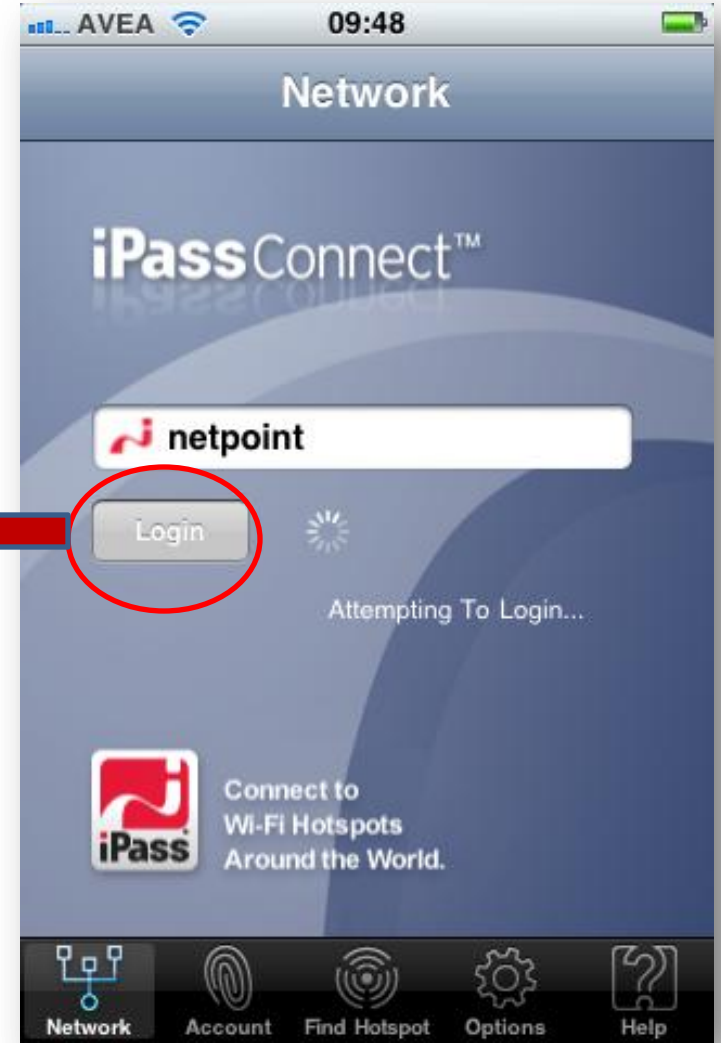 AVEA 09:48
Network
iPassConnect™
netpoint
Login
Attempting To Login...
iPass
Connect to
Wi-Fi Hotspots
Around the World.
Network Account Find Hotspot Options Help